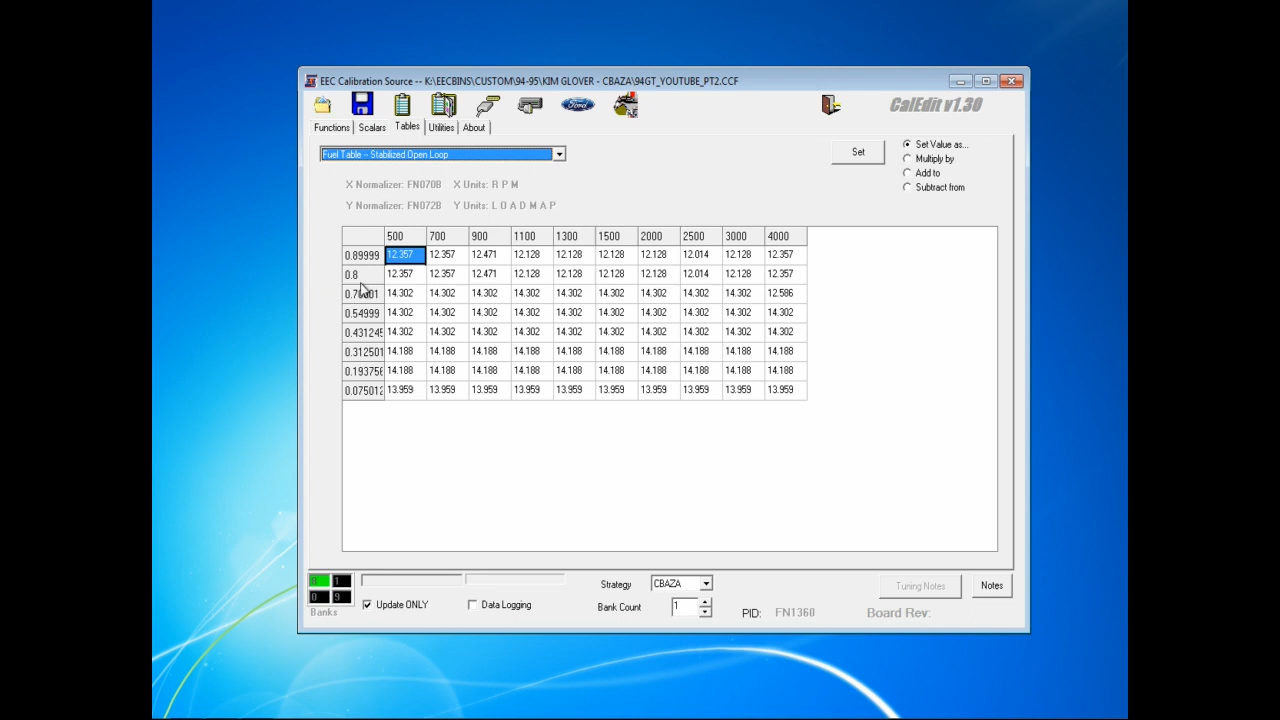 EEC Calibration Source -- K:\EECBINS\CUSTOM\94-95\KIM GLOVER - CBAZA\94GT_YOUTUBE_PT2.CCF
Ford
CalEdit v1.30
Functions Scalars Tables Utilities About
Fuel Table -- Stabilized Open Loop
Set
Set Value as...
Multiply by
Add to
Subtract from
X Normalizer: FN070B X Units: R P M
Y Normalizer: FN072B Y Units: L O A D M A P
500 700 900 1100 1300 1500 2000 2500 3000 4000
0.89999 12.357 12.357 12.471 12.128 12.128 12.128 12.128 12.014 12.128 12.357
0.8 12.357 12.357 12.471 12.128 12.128 12.128 12.128 12.014 12.128 12.357
14.302 14.302 14.302 14.302 14.302 14.302 14.302 14.302 14.302 12.586
0.54999 14.302 14.302 14.302 14.302 14.302 14.302 14.302 14.302 14.302 14.302
0.431245 14.302 14.302 14.302 14.302 14.302 14.302 14.302 14.302 14.302 14.302
0.312501 14.188 14.188 14.188 14.188 14.188 14.188 14.188 14.188 14.188 14.188
0.193756 14.188 14.188 14.188 14.188 14.188 14.188 14.188 14.188 14.188 14.188
0.075012 13.959 13.959 13.959 13.959 13.959 13.959 13.959 13.959 13.959 13.959
8 1
0 9
Banks
Update ONLY
Data Logging
Strategy CBAZA
Bank Count 1
PID: FN1360
Tuning Notes
Notes
Board Rev: